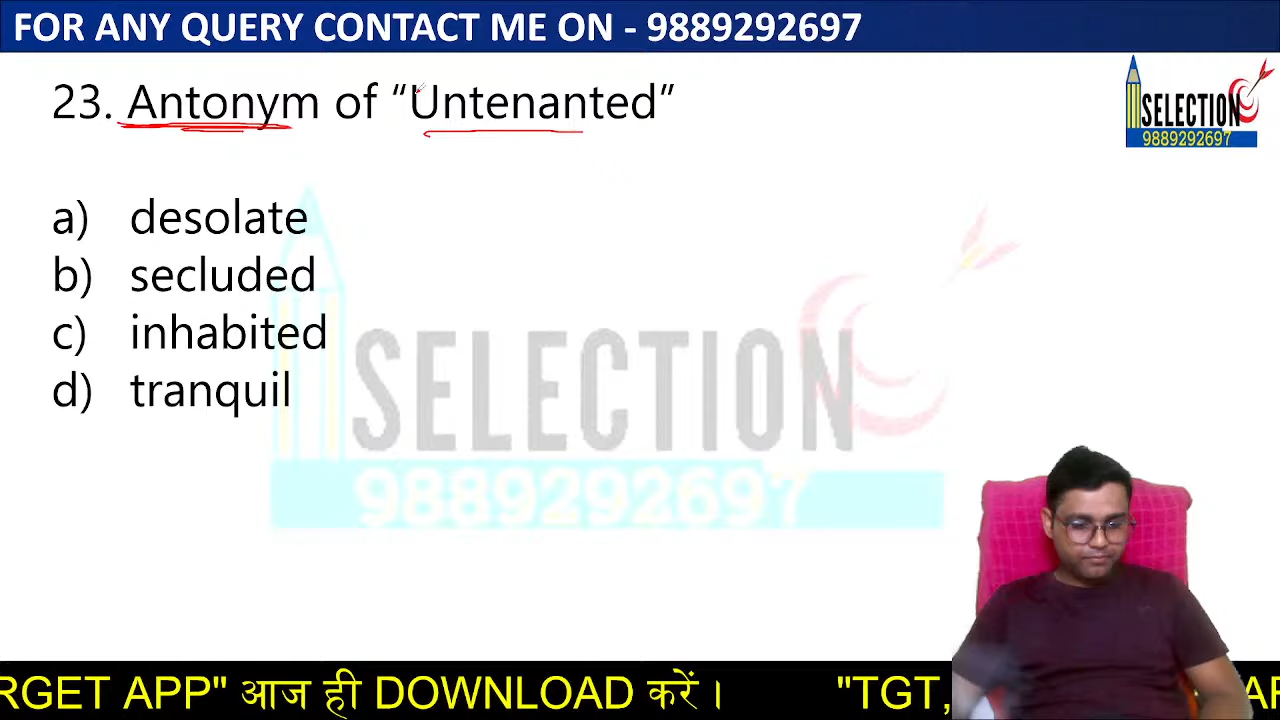 FOR ANY QUERY CONTACT ME ON - 9889292697
SELECTION
9889292697
23. Antonym of “Untenanted”
a) desolate
b) secluded
c) inhabited
d) tranquil
SELECTION
9889292697
RGET APP" आज ही DOWNLOAD करें । "TGT,